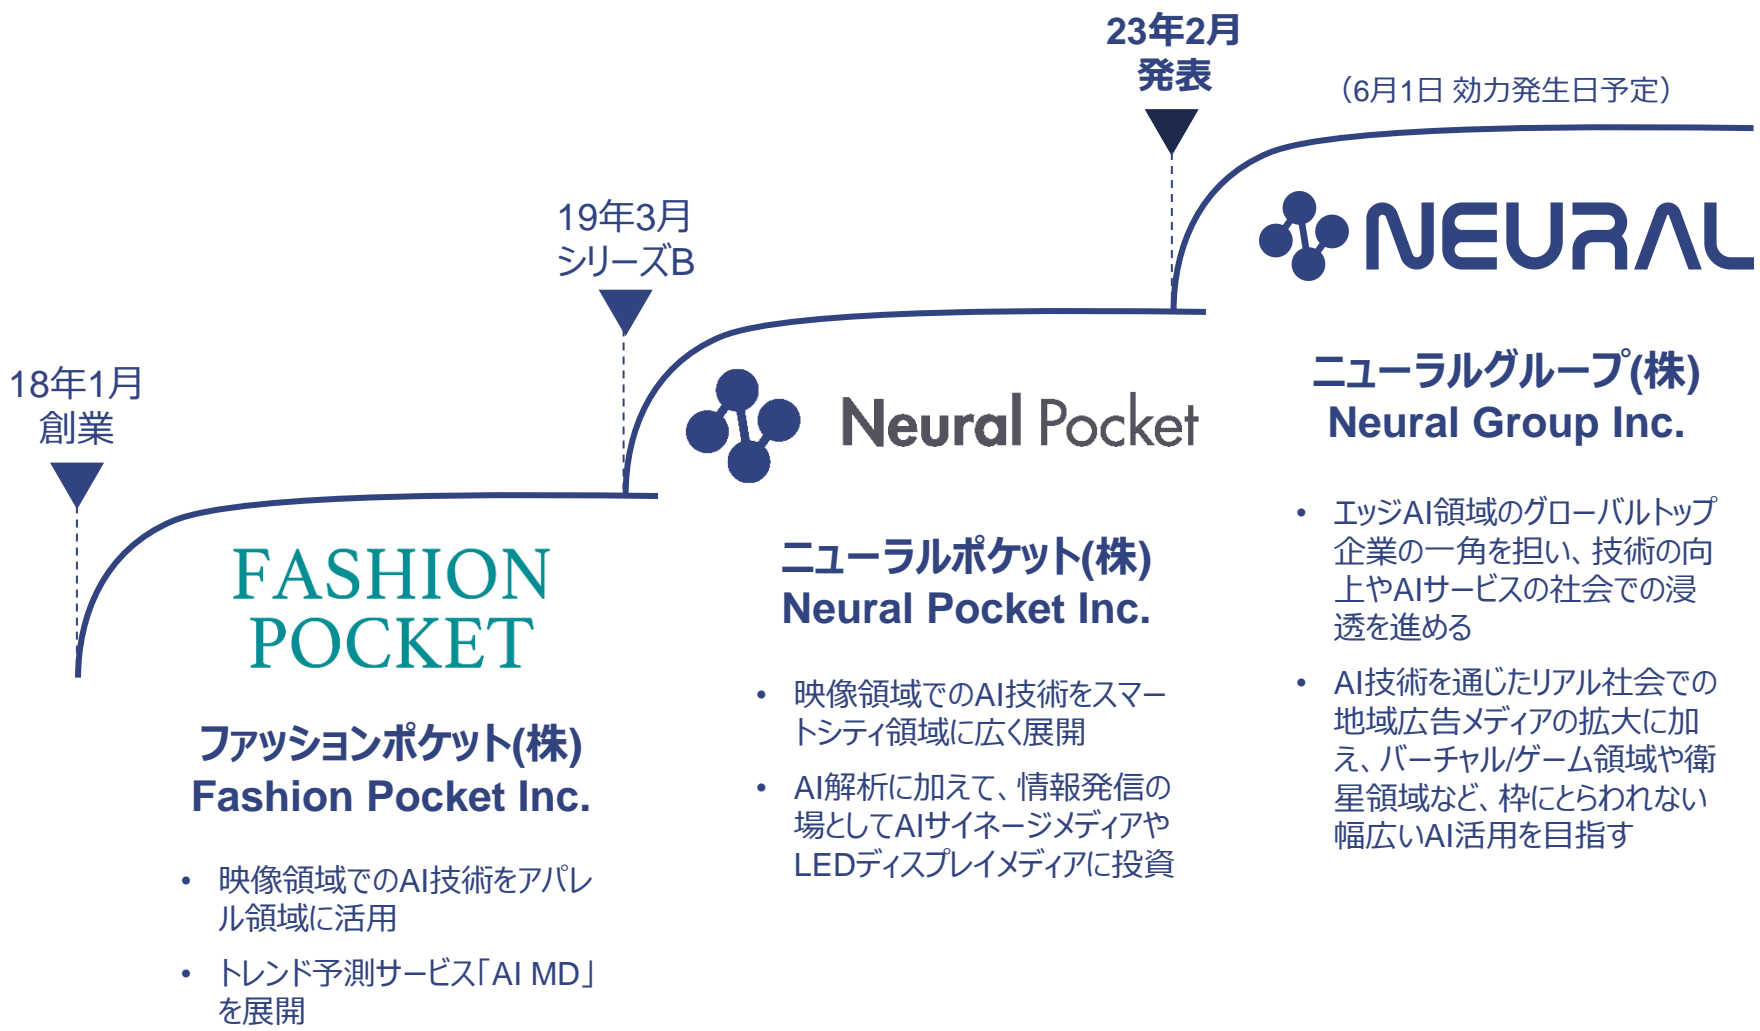 18年1月
創業
FASHION
POCKET
ファッションポケット(株)
Fashion Pocket Inc.
• 映像領域でのAI技術をアパレ
ル領域に活用
• トレンド予測サービス「AI MD」
を展開
19年3月
シリーズB
Neural Pocket
ニューラルポケット(株)
Neural Pocket Inc.
• 映像領域でのAI技術をスマー
トシティ領域に広く展開
• AI解析に加えて、情報発信の
場としてAIサイネージメディアや
LEDディスプレイメディアに投資
23年2月
発表
（6月1日 効力発生日予定）
NEURAL
ニューラルグループ(株)
Neural Group Inc.
• エッジAI領域のグローバルトップ
企業の一角を担い、技術の向
上やAIサービスの社会での浸
透を進める
• AI技術を通じたリアル社会での
地域広告メディアの拡大に加
え、バーチャル/ゲーム領域や衛
星領域など、枠にとらわれない
幅広いAI活用を目指す